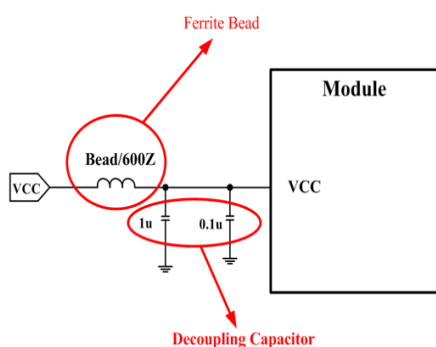 Ferrite Bead
Module
Bead/600Z
VCC
VCC
1u
0.1u
Decoupling Capacitor